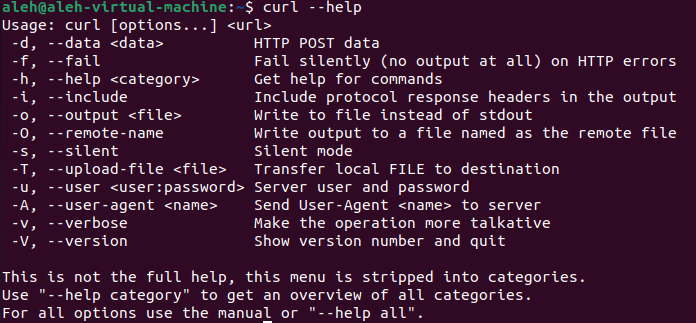 aleh@aleh-virtual-machine:~$ curl --help
Usage: curl [options...] <url>
 -d, --data <data>          HTTP POST data
 -f, --fail                 Fail silently (no output at all) on HTTP errors
 -h, --help <category>      Get help for commands
 -i, --include              Include protocol response headers in the output
 -o, --output <file>        Write to file instead of stdout
 -O, --remote-name          Write output to a file named as the remote file
 -s, --silent               Silent mode
 -T, --upload-file <file>   Transfer local FILE to destination
 -u, --user <user:password> Server user and password
 -A, --user-agent <name>    Send User-Agent <name> to server
 -v, --verbose              Make the operation more talkative
 -V, --version              Show version number and quit

This is not the full help, this menu is stripped into categories.
Use "--help category" to get an overview of all categories.
For all options use the manual or "--help all".